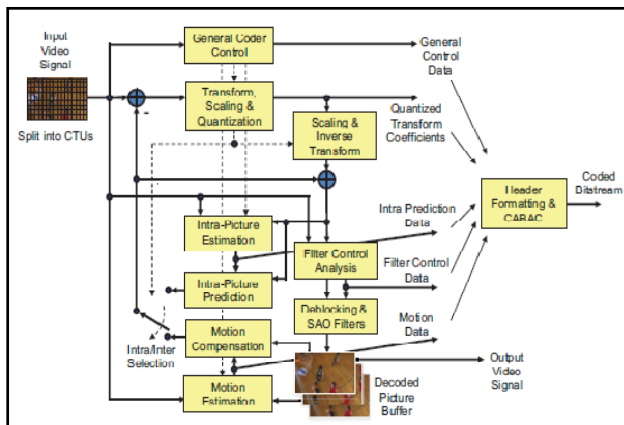 Input
Video
Signal
Split into CTUs
General Coder
Control
Transform,
Scaling &
Quantization
Scaling &
Inverse
Transform
-
Intra-Picture
Estimation
Intra-Picture
Prediction
Filter Control
Analysis
Deblocking &
SAO Filters
Motion
Compensation
Motion
Estimation
Intra/Inter
Selection
Decoded
Picture
Buffer
General
Control
Data
Quantized
Transform
Coefficients
Intra Prediction
Data
Filter Control
Data
Motion
Data
Header
Formatting &
CABAC
Coded
Bitstream
Output
Video
Signal